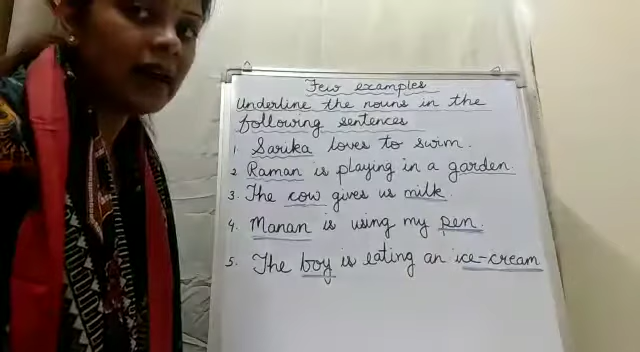 Few examples
Underline the nouns in the
following sentences
1. Sarika loves to swim.
2. Raman is playing in a garden.
3. The cow gives us milk.
4. Manan is using my pen.
5. The boy is eating an ice-cream